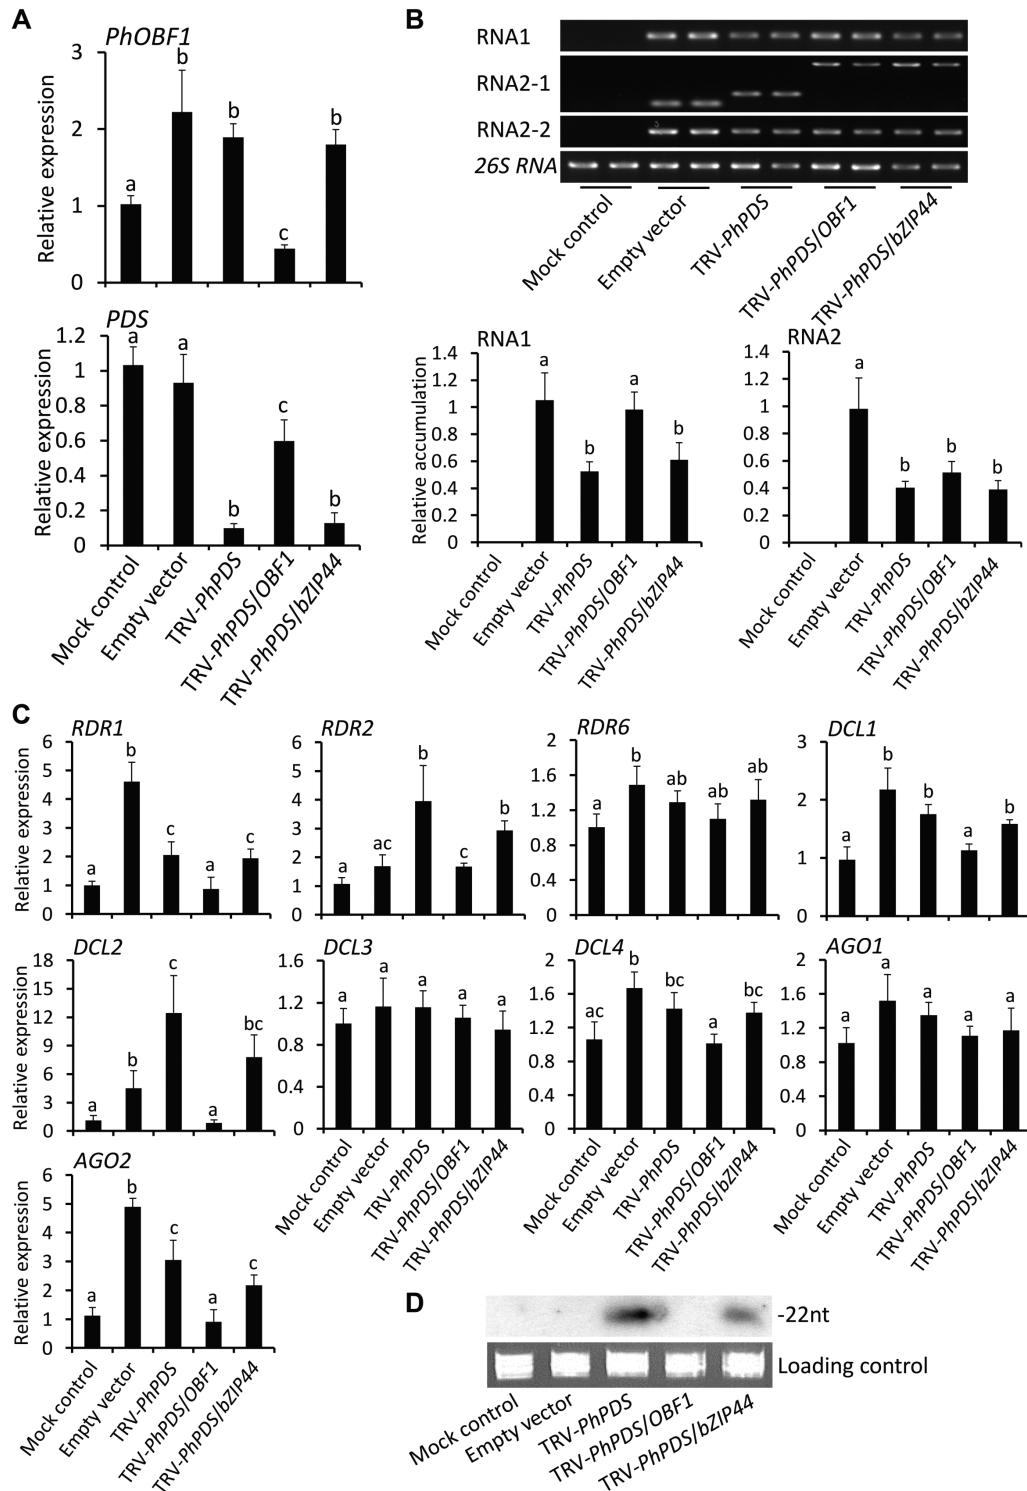 A
PhOBF1
Relative expression
3
2
1
0
a
b
b
c
b
PDS
Relative expression
1.2
1
0.8
0.6
0.4
0.2
0
a
a
b
c
b
Mock control
Empty vector
TRV-PhPDS
TRV-PhPDS/OBF1
TRV-PhPDS/bZIP44
B
RNA1
RNA2-1
RNA2-2
26S RNA
Mock control
Empty vector
TRV-PhPDS
TRV-PhPDS/OBF1
TRV-PhPDS/bZIP44
RNA1
Relative accumulation
1.4
1.2
1
0.8
0.6
0.4
0.2
0
a
b
a
b
Mock control
Empty vector
TRV-PhPDS
TRV-PhPDS/OBF1
TRV-PhPDS/bZIP44
RNA2
1.4
1.2
1
0.8
0.6
0.4
0.2
0
a
b
b
b
Mock control
Empty vector
TRV-PhPDS
TRV-PhPDS/OBF1
TRV-PhPDS/bZIP44
C
RDR1
Relative expression
6
5
4
3
2
1
0
a
b
c
a
c
RDR2
6
5
4
3
2
1
0
a
ac
b
c
b
RDR6
2
1.6
1.2
0.8
0.4
0
a
b
ab
ab
ab
DCL1
3
2
1
0
a
b
b
a
b
DCL2
Relative expression
18
15
12
9
6
3
0
a
b
c
a
bc
DCL3
1.6
1.2
0.8
0.4
0
a
a
a
a
a
DCL4
2
1.6
1.2
0.8
0.4
0
ac
b
bc
a
bc
AGO1
2
1.6
1.2
0.8
0.4
0
a
a
a
a
a
Mock control
Empty vector
TRV-PhPDS
TRV-PhPDS/OBF1
TRV-PhPDS/bZIP44
Mock control
Empty vector
TRV-PhPDS
TRV-PhPDS/OBF1
TRV-PhPDS/bZIP44
Mock control
Empty vector
TRV-PhPDS
TRV-PhPDS/OBF1
TRV-PhPDS/bZIP44
AGO2
Relative expression
6
5
4
3
2
1
0
a
b
c
a
c
Mock control
Empty vector
TRV-PhPDS
TRV-PhPDS/OBF1
TRV-PhPDS/bZIP44
D
-22nt
Loading control
Mock control
Empty vector
TRV-PhPDS
TRV-PhPDS/OBF1
TRV-PhPDS/bZIP44